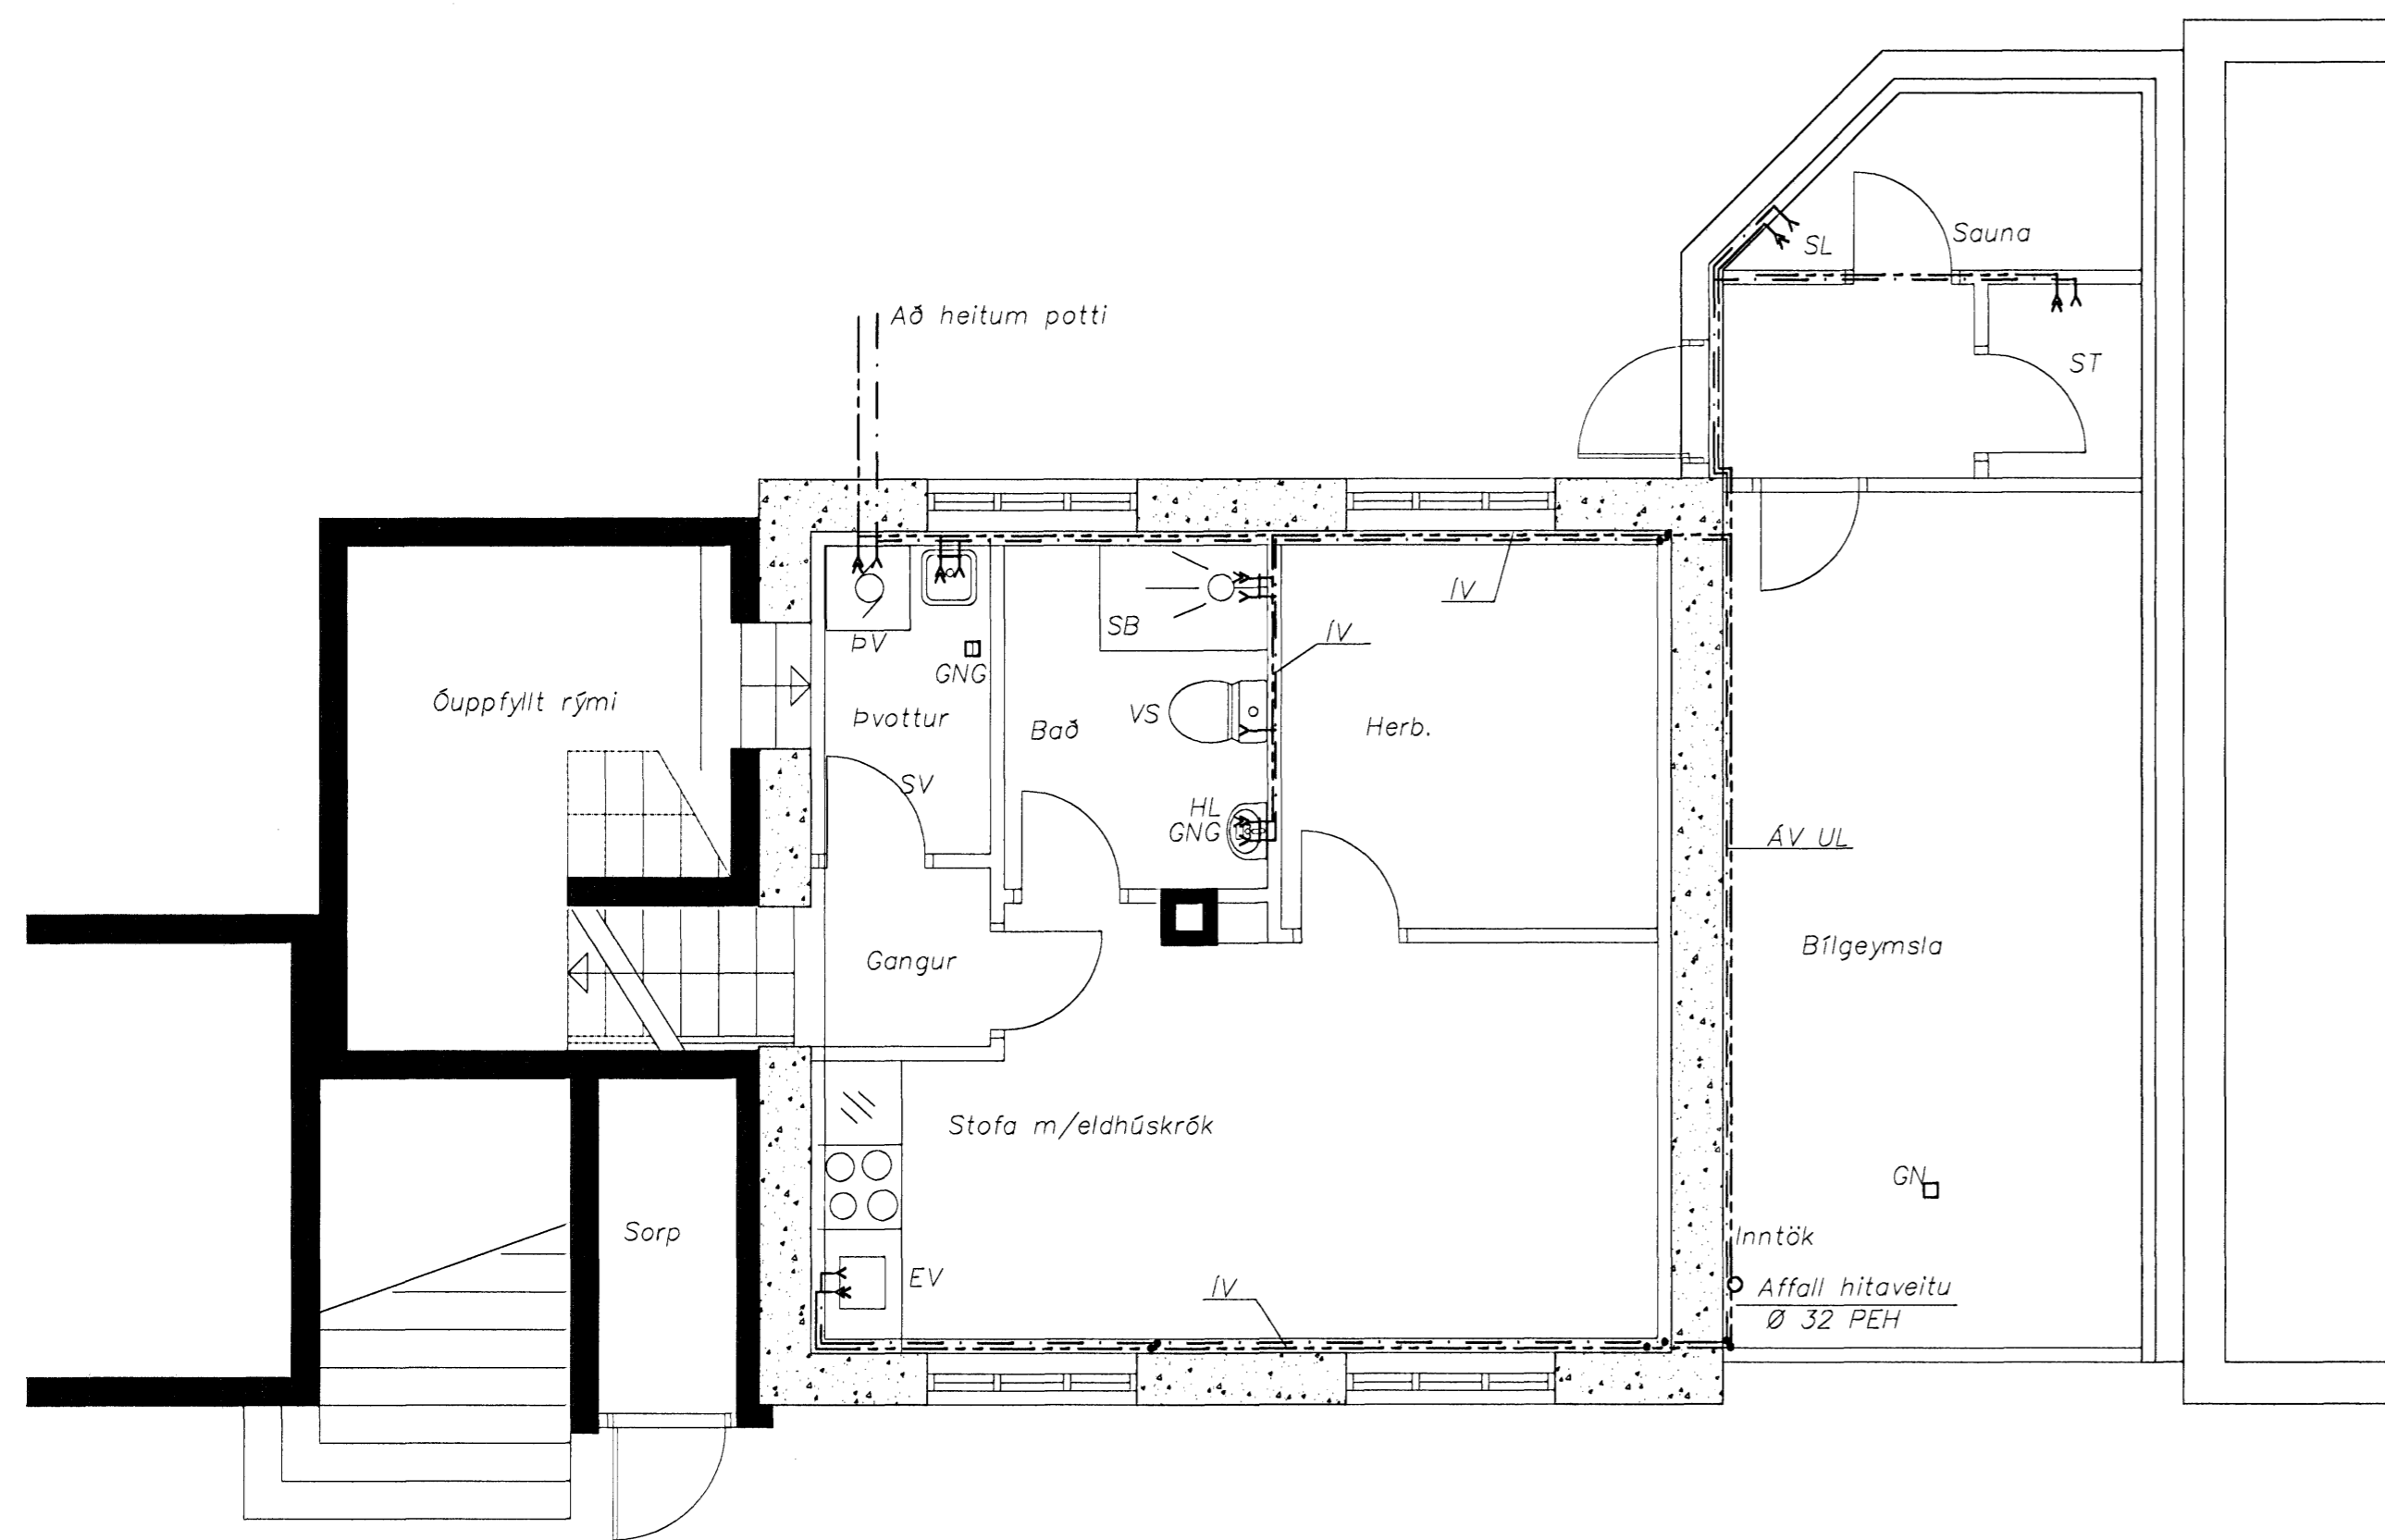 SL
Sauna
Að heitum potti
ST
ÍV
SB
ÍV
ÞV
GNG
Óuppfyllt rými
Þvottur
VS
Bað
Herb.
SV
HL
GNG
ÁV UL
Gangur
Bílgeymsla
Stofa m/eldhúskrók
GN
Sorp
Inntök
EV
ÍV
Affall hitaveitu
Ø 32 PEH